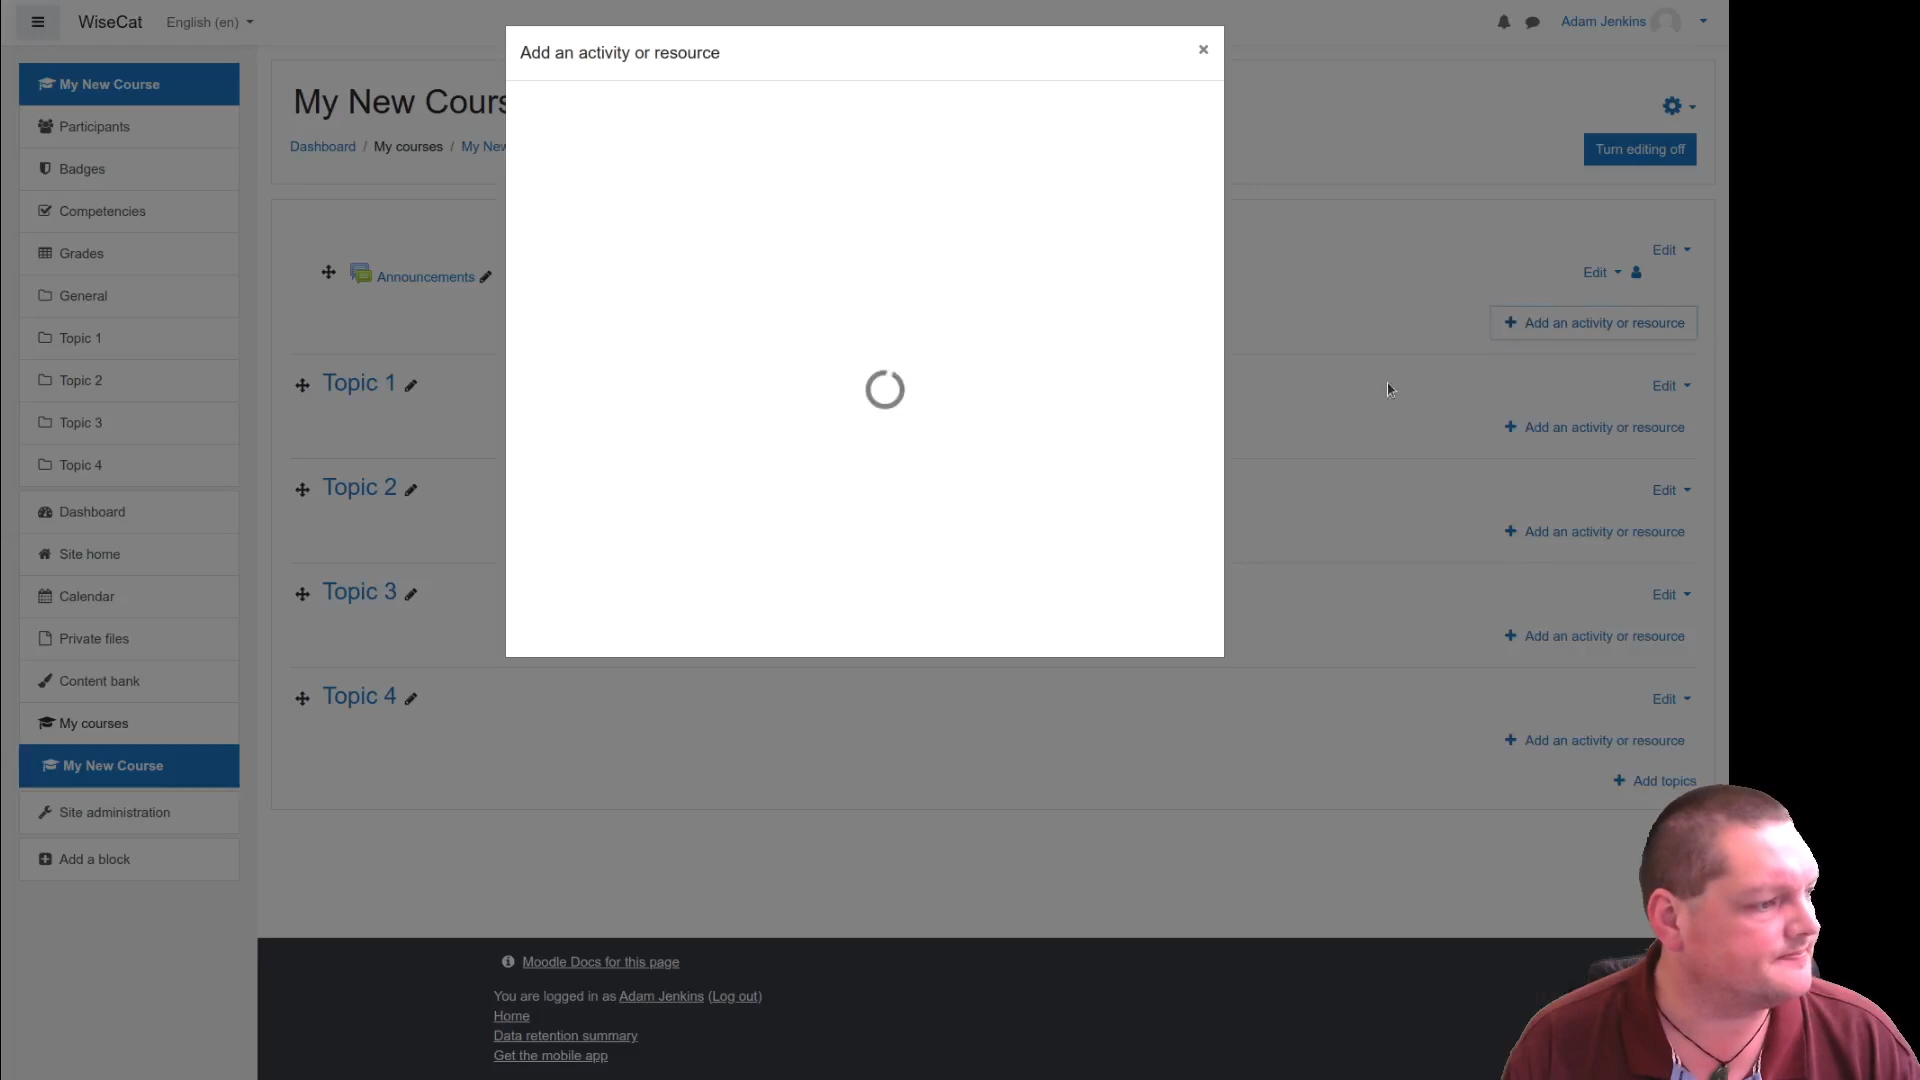 WiseCat English (en) Adam Jenkins
Add an activity or resource ×
My New Course
Participants
Badges
Competencies
Grades
General
Topic 1
Topic 2
Topic 3
Topic 4
Dashboard
Site home
Calendar
Private files
Content bank
My courses
My New Course
Site administration
Add a block
My New Cours
Dashboard / My courses / My New
Turn editing off
Edit
Announcements Edit
Add an activity or resource
Topic 1 Edit
Add an activity or resource
Topic 2 Edit
Add an activity or resource
Topic 3 Edit
Add an activity or resource
Topic 4 Edit
Add an activity or resource
Add topics
Moodle Docs for this page
You are logged in as Adam Jenkins (Log out)
Home
Data retention summary
Get the mobile app